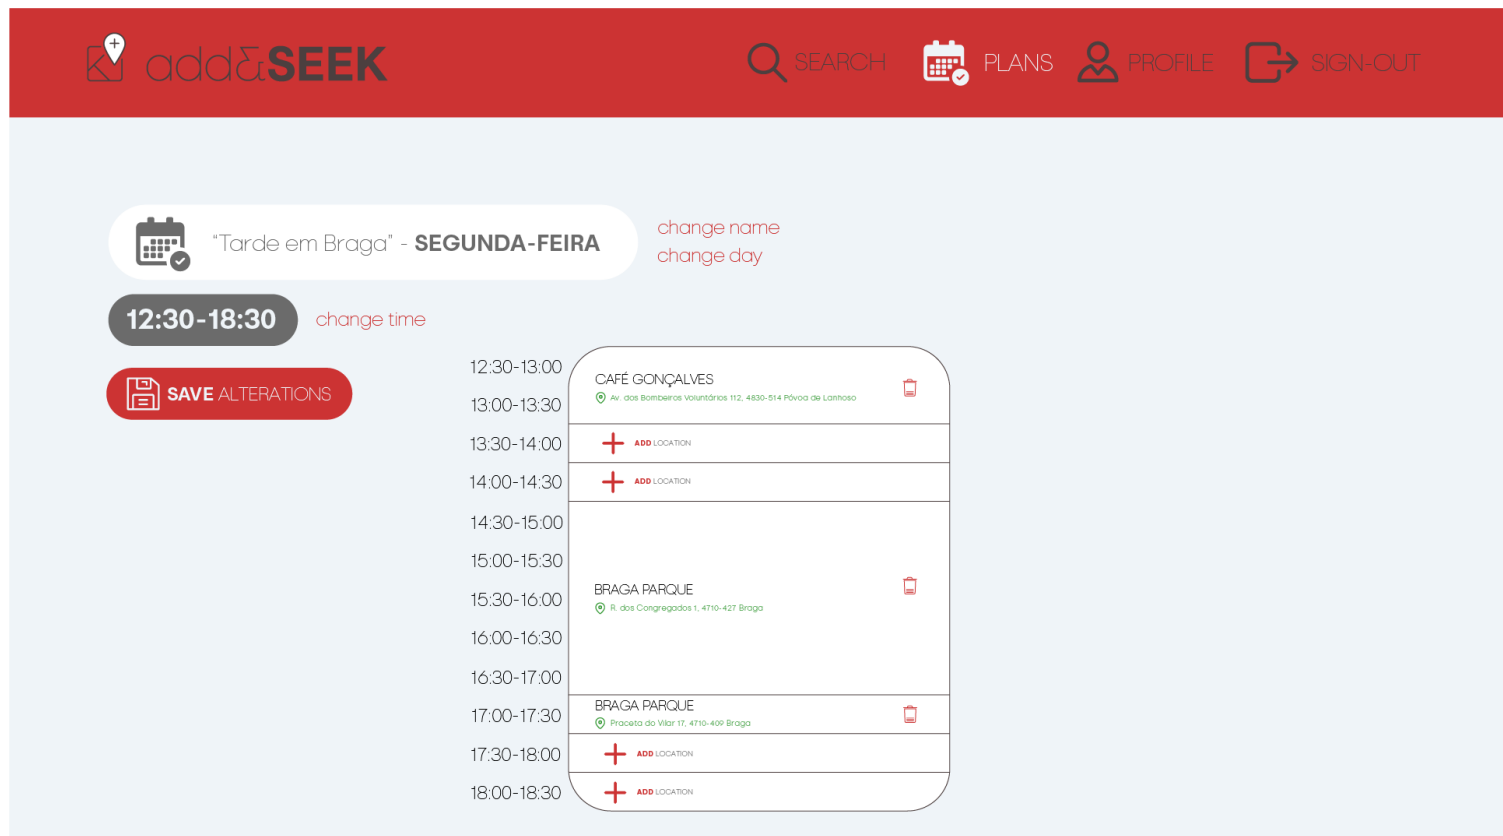 add&SEEK
SEARCH
PLANS
PROFILE
SIGN-OUT
"Tarde em Braga" - SEGUNDA-FEIRA
change name
change day
12:30-18:30
change time
SAVE ALTERATIONS
12:30-13:00
CAFÉ GONÇALVES
Av. dos Bombeiros Voluntários 112, 4830-514 Póvoa de Lanhoso
13:00-13:30
13:30-14:00
ADD LOCATION
14:00-14:30
ADD LOCATION
14:30-15:00
15:00-15:30
15:30-16:00
BRAGA PARQUE
R. dos Congregados 1, 4710-427 Braga
16:00-16:30
16:30-17:00
17:00-17:30
BRAGA PARQUE
Praceta do Vilar 17, 4710-409 Braga
17:30-18:00
ADD LOCATION
18:00-18:30
ADD LOCATION